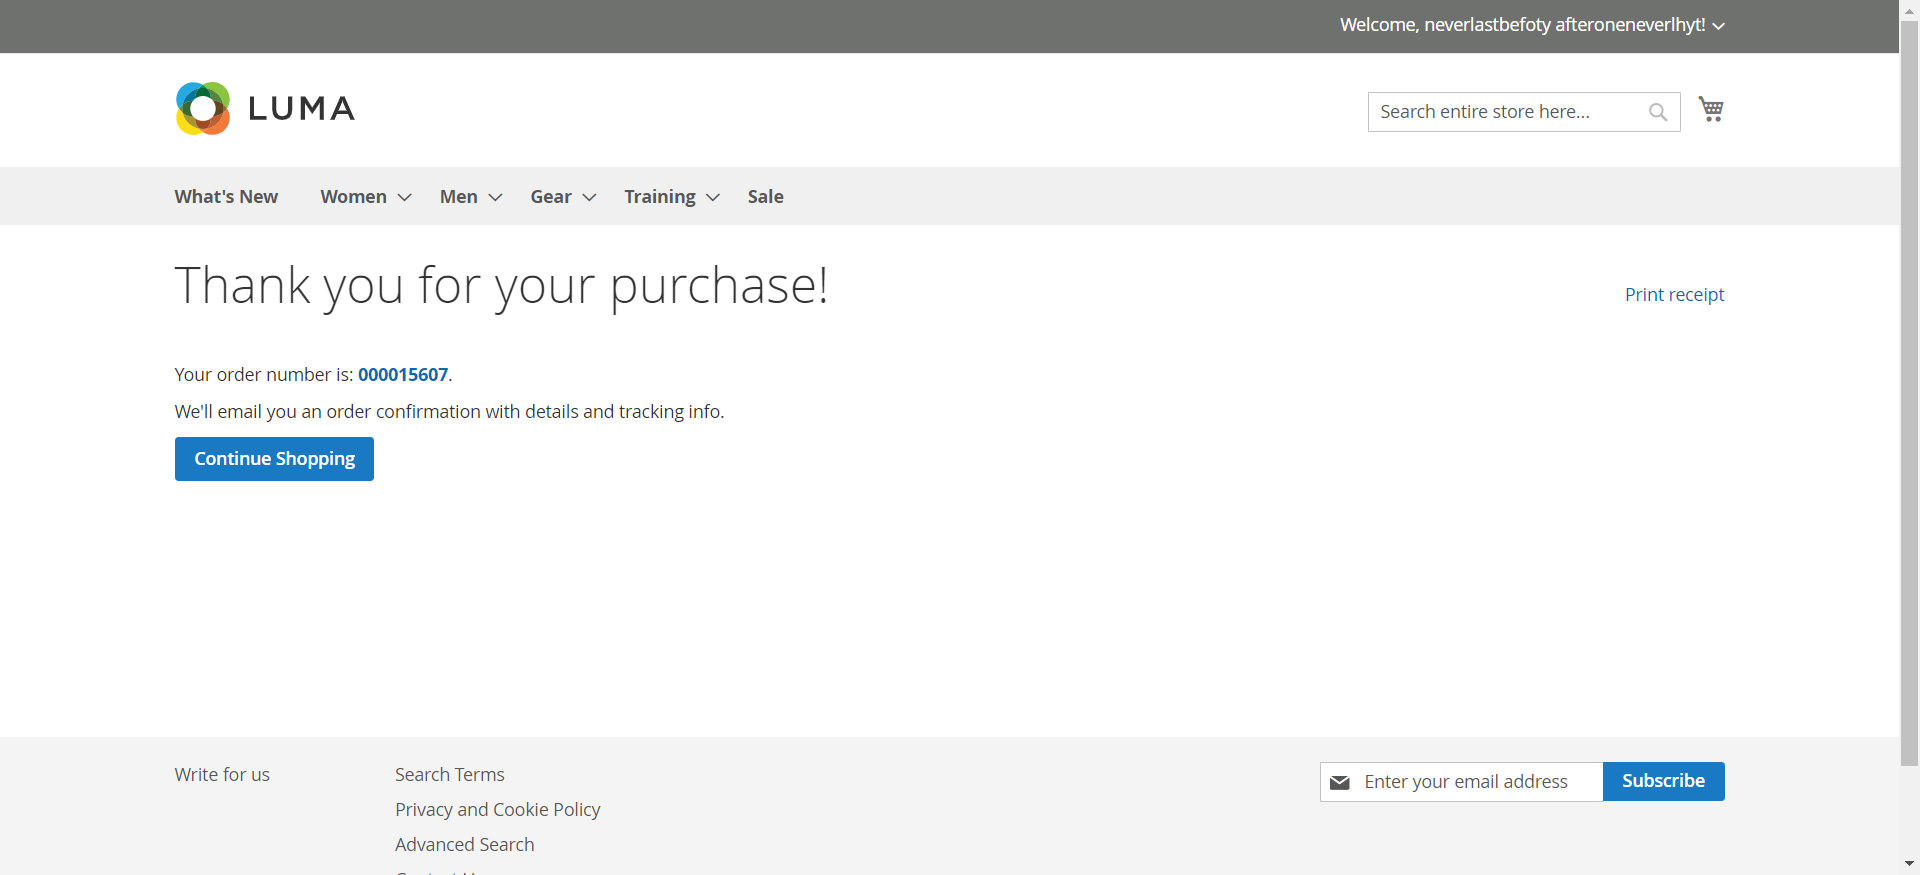 Welcome, neverlastbefoty afteroneneverlhyt!
LUMA
Search entire store here...
What's New Women Men Gear Training Sale
Thank you for your purchase!
Print receipt
Your order number is: 000015607.
We'll email you an order confirmation with details and tracking info.
Continue Shopping
Write for us
Search Terms
Privacy and Cookie Policy
Advanced Search
Enter your email address
Subscribe